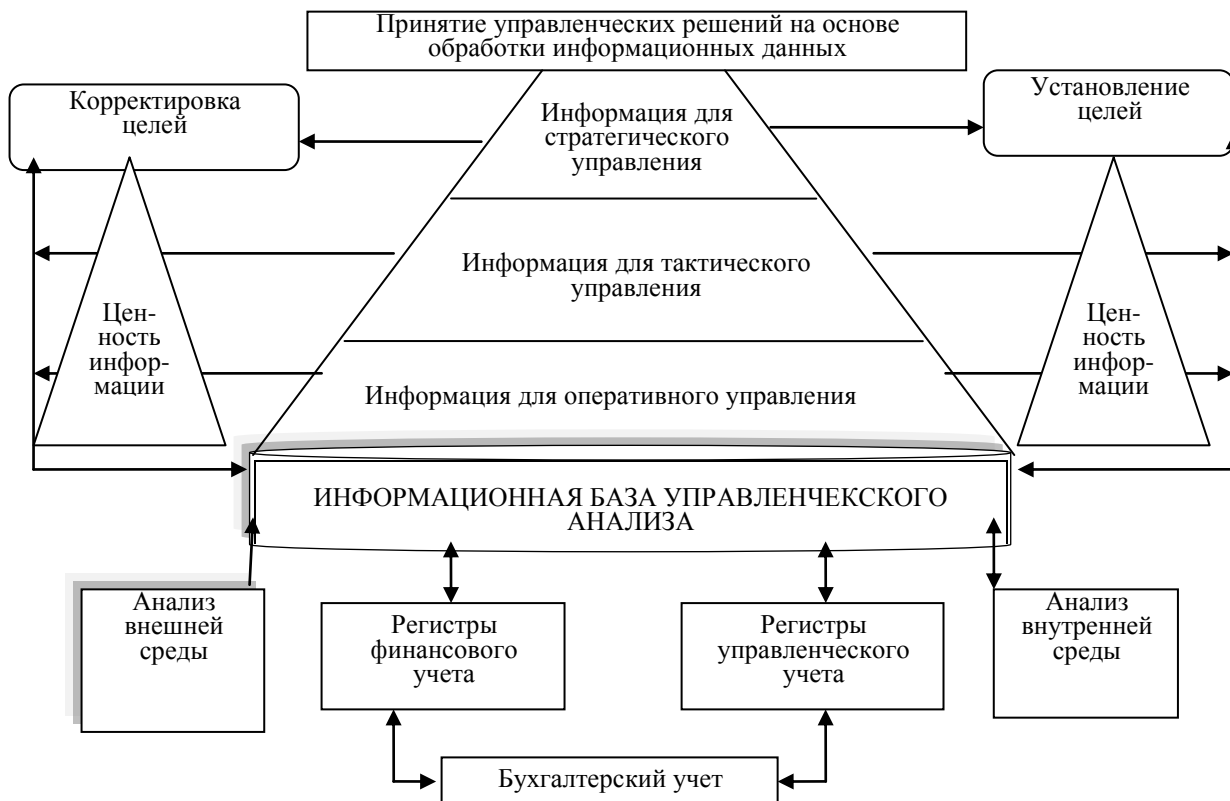 Принятие управленческих решений на основе
обработки информационных данных
Корректировка
целей
Информация для
стратегического
управления
Установление
целей
Информация для тактического
управления
Цен-
ность
инфор-
мации
Цен-
ность
инфор-
мации
Информация для оперативного управления
ИНФОРМАЦИОННАЯ БАЗА УПРАВЛЕНЧЕКСКОГО
АНАЛИЗА
Анализ
внешней
среды
Регистры
финансового
учета
Регистры
управленческого
учета
Анализ
внутренней
среды
Бухгалтерский учет